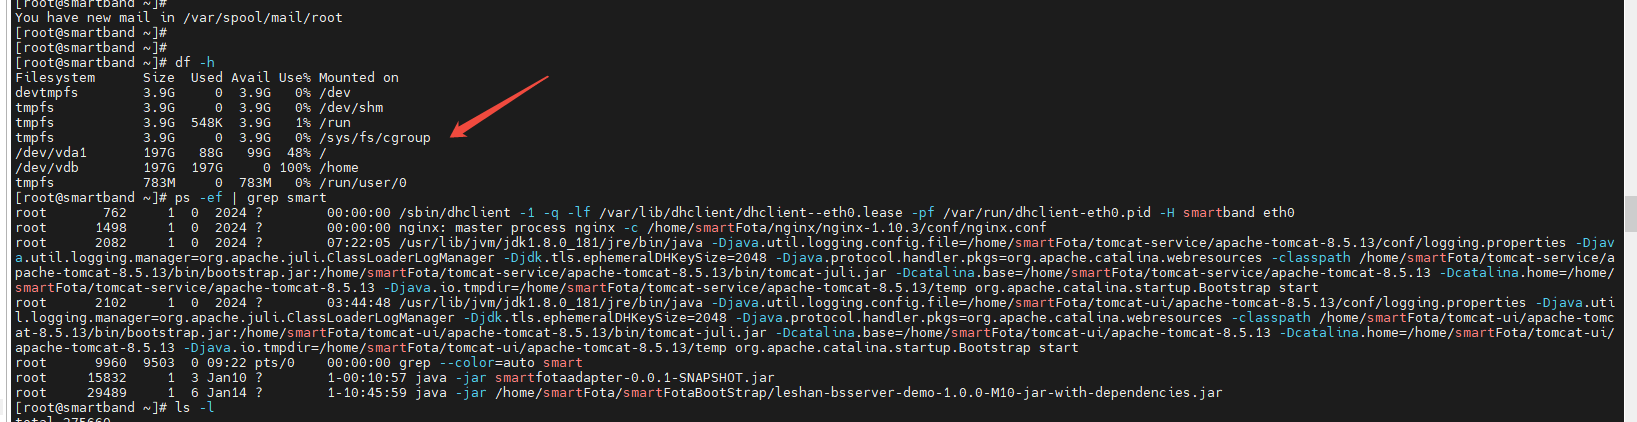 [root@smartband ~]#
You have new mail in /var/spool/mail/root
[root@smartband ~]#
[root@smartband ~]#
[root@smartband ~]# df -h
Filesystem      Size  Used Avail Use% Mounted on
devtmpfs        3.9G     0  3.9G   0% /dev
tmpfs           3.9G     0  3.9G   0% /dev/shm
tmpfs           3.9G  548K  3.9G   1% /run
tmpfs           3.9G     0  3.9G   0% /sys/fs/cgroup
/dev/vda1       197G   88G   99G  48% /
/dev/vdb        197G  197G     0 100% /home
tmpfs           783M     0  783M   0% /run/user/0
[root@smartband ~]# ps -ef | grep smart
root       762     1  0  2024 ?        00:00:00 /sbin/dhclient -1 -q -lf /var/lib/dhclient/dhclient--eth0.lease -pf /var/run/dhclient-eth0.pid -H smartband eth0
root      1498     1  0  2024 ?        00:00:00 nginx: master process nginx -c /home/smartFota/nginx/nginx-1.10.3/conf/nginx.conf
root      2082     1  0  2024 ?        07:22:05 /usr/lib/jvm/jdk1.8.0_181/jre/bin/java -Djava.util.logging.config.file=/home/smartFota/tomcat-service/apache-tomcat-8.5.13/conf/logging.properties -Djav
a.util.logging.manager=org.apache.juli.ClassLoaderLogManager -Djdk.tls.ephemeralDHKeySize=2048 -Djava.protocol.handler.pkgs=org.apache.catalina.webresources -classpath /home/smartFota/tomcat-service/a
pache-tomcat-8.5.13/bin/bootstrap.jar:/home/smartFota/tomcat-service/apache-tomcat-8.5.13/bin/tomcat-juli.jar -Dcatalina.base=/home/smartFota/tomcat-service/apache-tomcat-8.5.13 -Dcatalina.home=/home/
smartFota/tomcat-service/apache-tomcat-8.5.13 -Djava.io.tmpdir=/home/smartFota/tomcat-service/apache-tomcat-8.5.13/temp org.apache.catalina.startup.Bootstrap start
root      2102     1  0  2024 ?        03:44:48 /usr/lib/jvm/jdk1.8.0_181/jre/bin/java -Djava.util.logging.config.file=/home/smartFota/tomcat-ui/apache-tomcat-8.5.13/conf/logging.properties -Djava.uti
l.logging.manager=org.apache.juli.ClassLoaderLogManager -Djdk.tls.ephemeralDHKeySize=2048 -Djava.protocol.handler.pkgs=org.apache.catalina.webresources -classpath /home/smartFota/tomcat-ui/apache-tomc
at-8.5.13/bin/bootstrap.jar:/home/smartFota/tomcat-ui/apache-tomcat-8.5.13/bin/tomcat-juli.jar -Dcatalina.base=/home/smartFota/tomcat-ui/apache-tomcat-8.5.13 -Dcatalina.home=/home/smartFota/tomcat-ui/
apache-tomcat-8.5.13 -Djava.io.tmpdir=/home/smartFota/tomcat-ui/apache-tomcat-8.5.13/temp org.apache.catalina.startup.Bootstrap start
root      9960  9503  0 09:22 pts/0    00:00:00 grep --color=auto smart
root     15832     1  3 Jan10 ?        1-00:10:57 java -jar smartfotaadapter-0.0.1-SNAPSHOT.jar
root     29489     1  6 Jan14 ?        1-10:45:59 java -jar /home/smartFota/smartFotaBootStrap/leshan-bsserver-demo-1.0.0-M10-jar-with-dependencies.jar
[root@smartband ~]# ls -l
total 275660